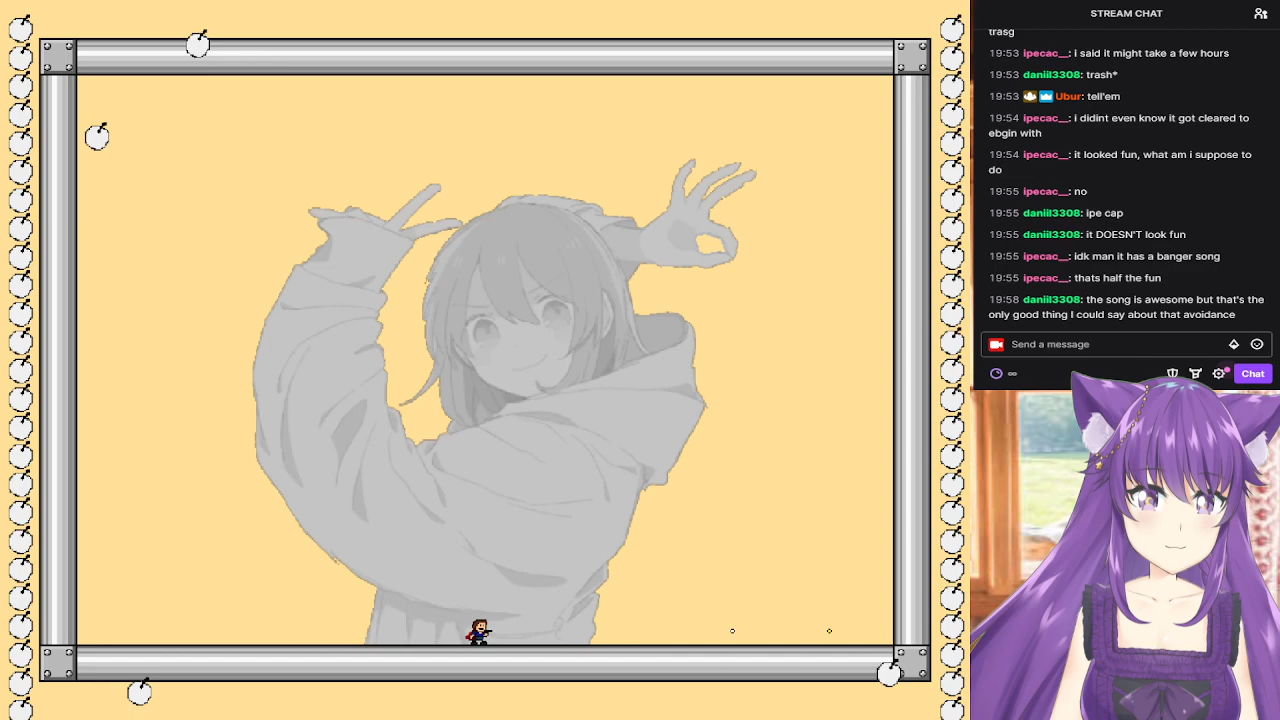 STREAM CHAT
trasg
19:53 ipecac__: i said it might take a few hours
19:53 daniil3308: trash*
19:53 Ubur: tell'em
19:54 ipecac__: i didint even know it got cleared to
ebgin with
19:54 ipecac__: it looked fun, what am i suppose to
do
19:55 ipecac__: no
19:55 daniil3308: ipe cap
19:55 daniil3308: it DOESN'T look fun
19:55 ipecac__: idk man it has a banger song
19:55 ipecac__: thats half the fun
19:58 daniil3308: the song is awesome but that's the
only good thing I could say about that avoidance
Send a message
Chat